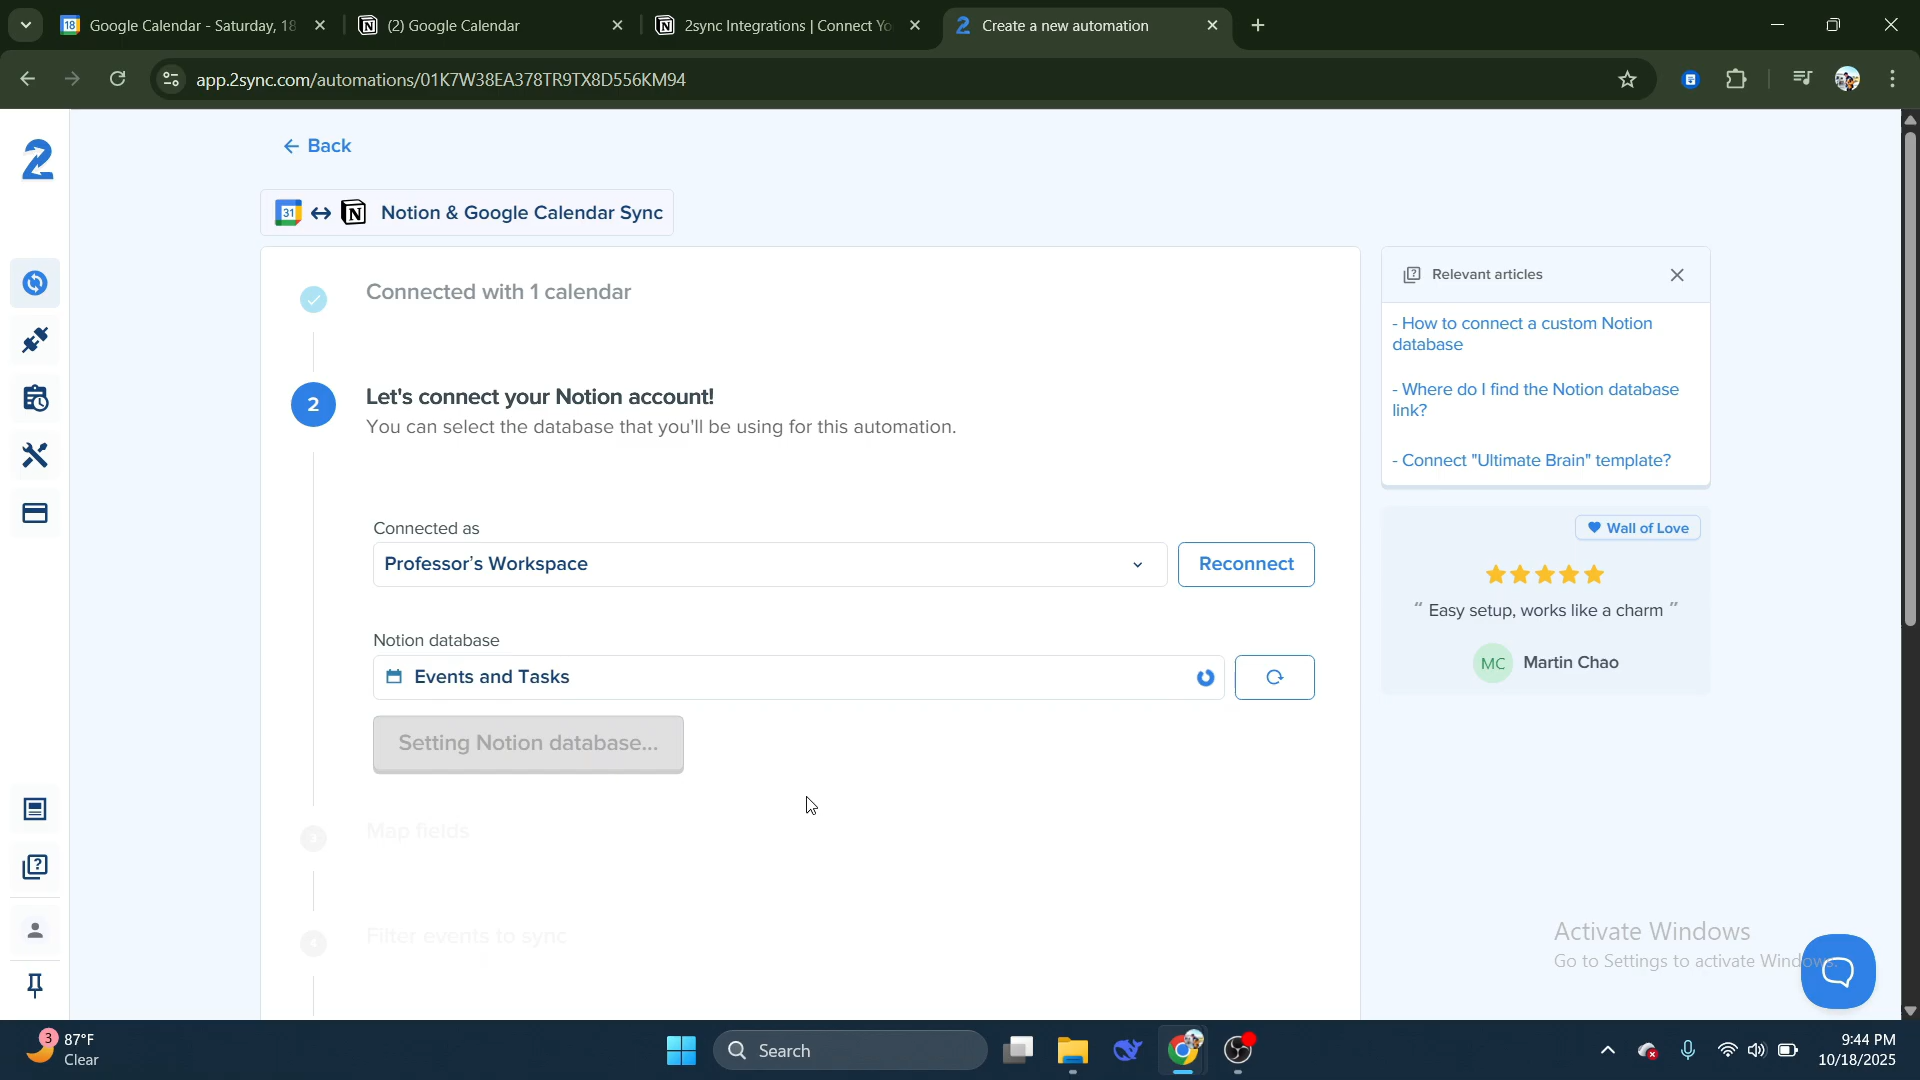 Google Calendar - Saturday, 18
(2) Google Calendar
2sync Integrations | Connect Yo
Create a new automation
app.2sync.com/automations/01K7W38EA378TR9TX8D556KM94
Back
31
Notion & Google Calendar Sync
Connected with 1 calendar
2
Let's connect your Notion account!
You can select the database that you'll be using for this automation.
Connected as
Professor's Workspace
Reconnect
Notion database
Events and Tasks
Setting Notion database...
3
Map fields
4
Filter events to sync
Relevant articles
- How to connect a custom Notion
database
- Where do I find the Notion database
link?
- Connect "Ultimate Brain" template?
Wall of Love
“ Easy setup, works like a charm ”
MC
Martin Chao
Activate Windows
Go to Settings to activate Windows.
3
87°F
Clear
Search
9:44 PM
10/18/2025